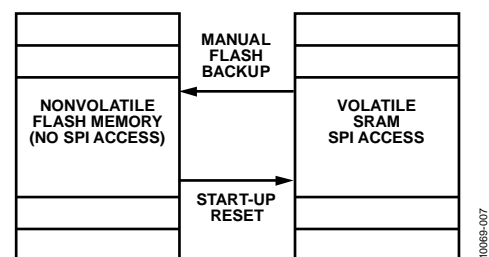 MANUAL
FLASH
BACKUP
NONVOLATILE
FLASH MEMORY
(NO SPI ACCESS)
VOLATILE
SRAM
SPI ACCESS
START-UP
RESET
10069-007